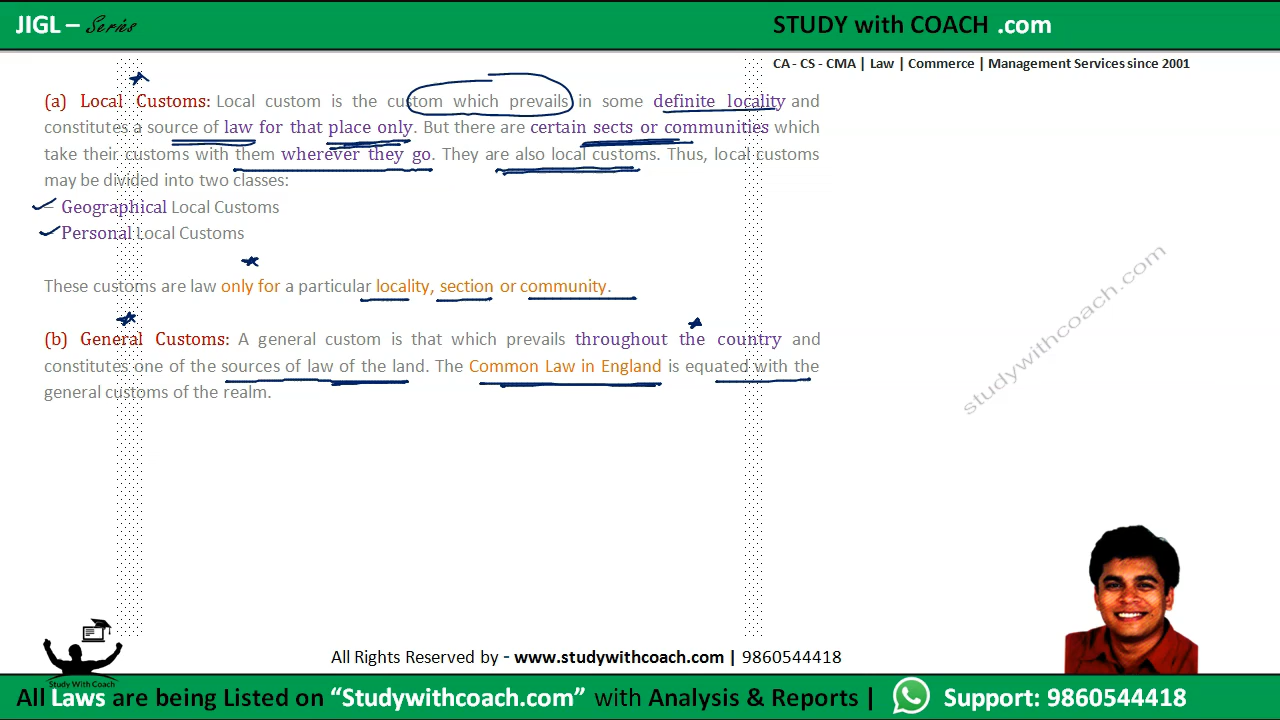 JIGL – Series
STUDY with COACH .com
CA - CS - CMA | Law | Commerce | Management Services since 2001
(a) Local Customs: Local custom is the custom which prevails in some definite locality and
constitutes a source of law for that place only. But there are certain sects or communities which
take their customs with them wherever they go. They are also local customs. Thus, local customs
may be divided into two classes:
– Geographical Local Customs
– Personal Local Customs
These customs are law only for a particular locality, section or community.
(b) General Customs: A general custom is that which prevails throughout the country and
constitutes one of the sources of law of the land. The Common Law in England is equated with the
general customs of the realm.
studywithcoach.com
Study With Coach
All Rights Reserved by - www.studywithcoach.com | 9860544418
All Laws are being Listed on “Studywithcoach.com” with Analysis & Reports |
Support: 9860544418